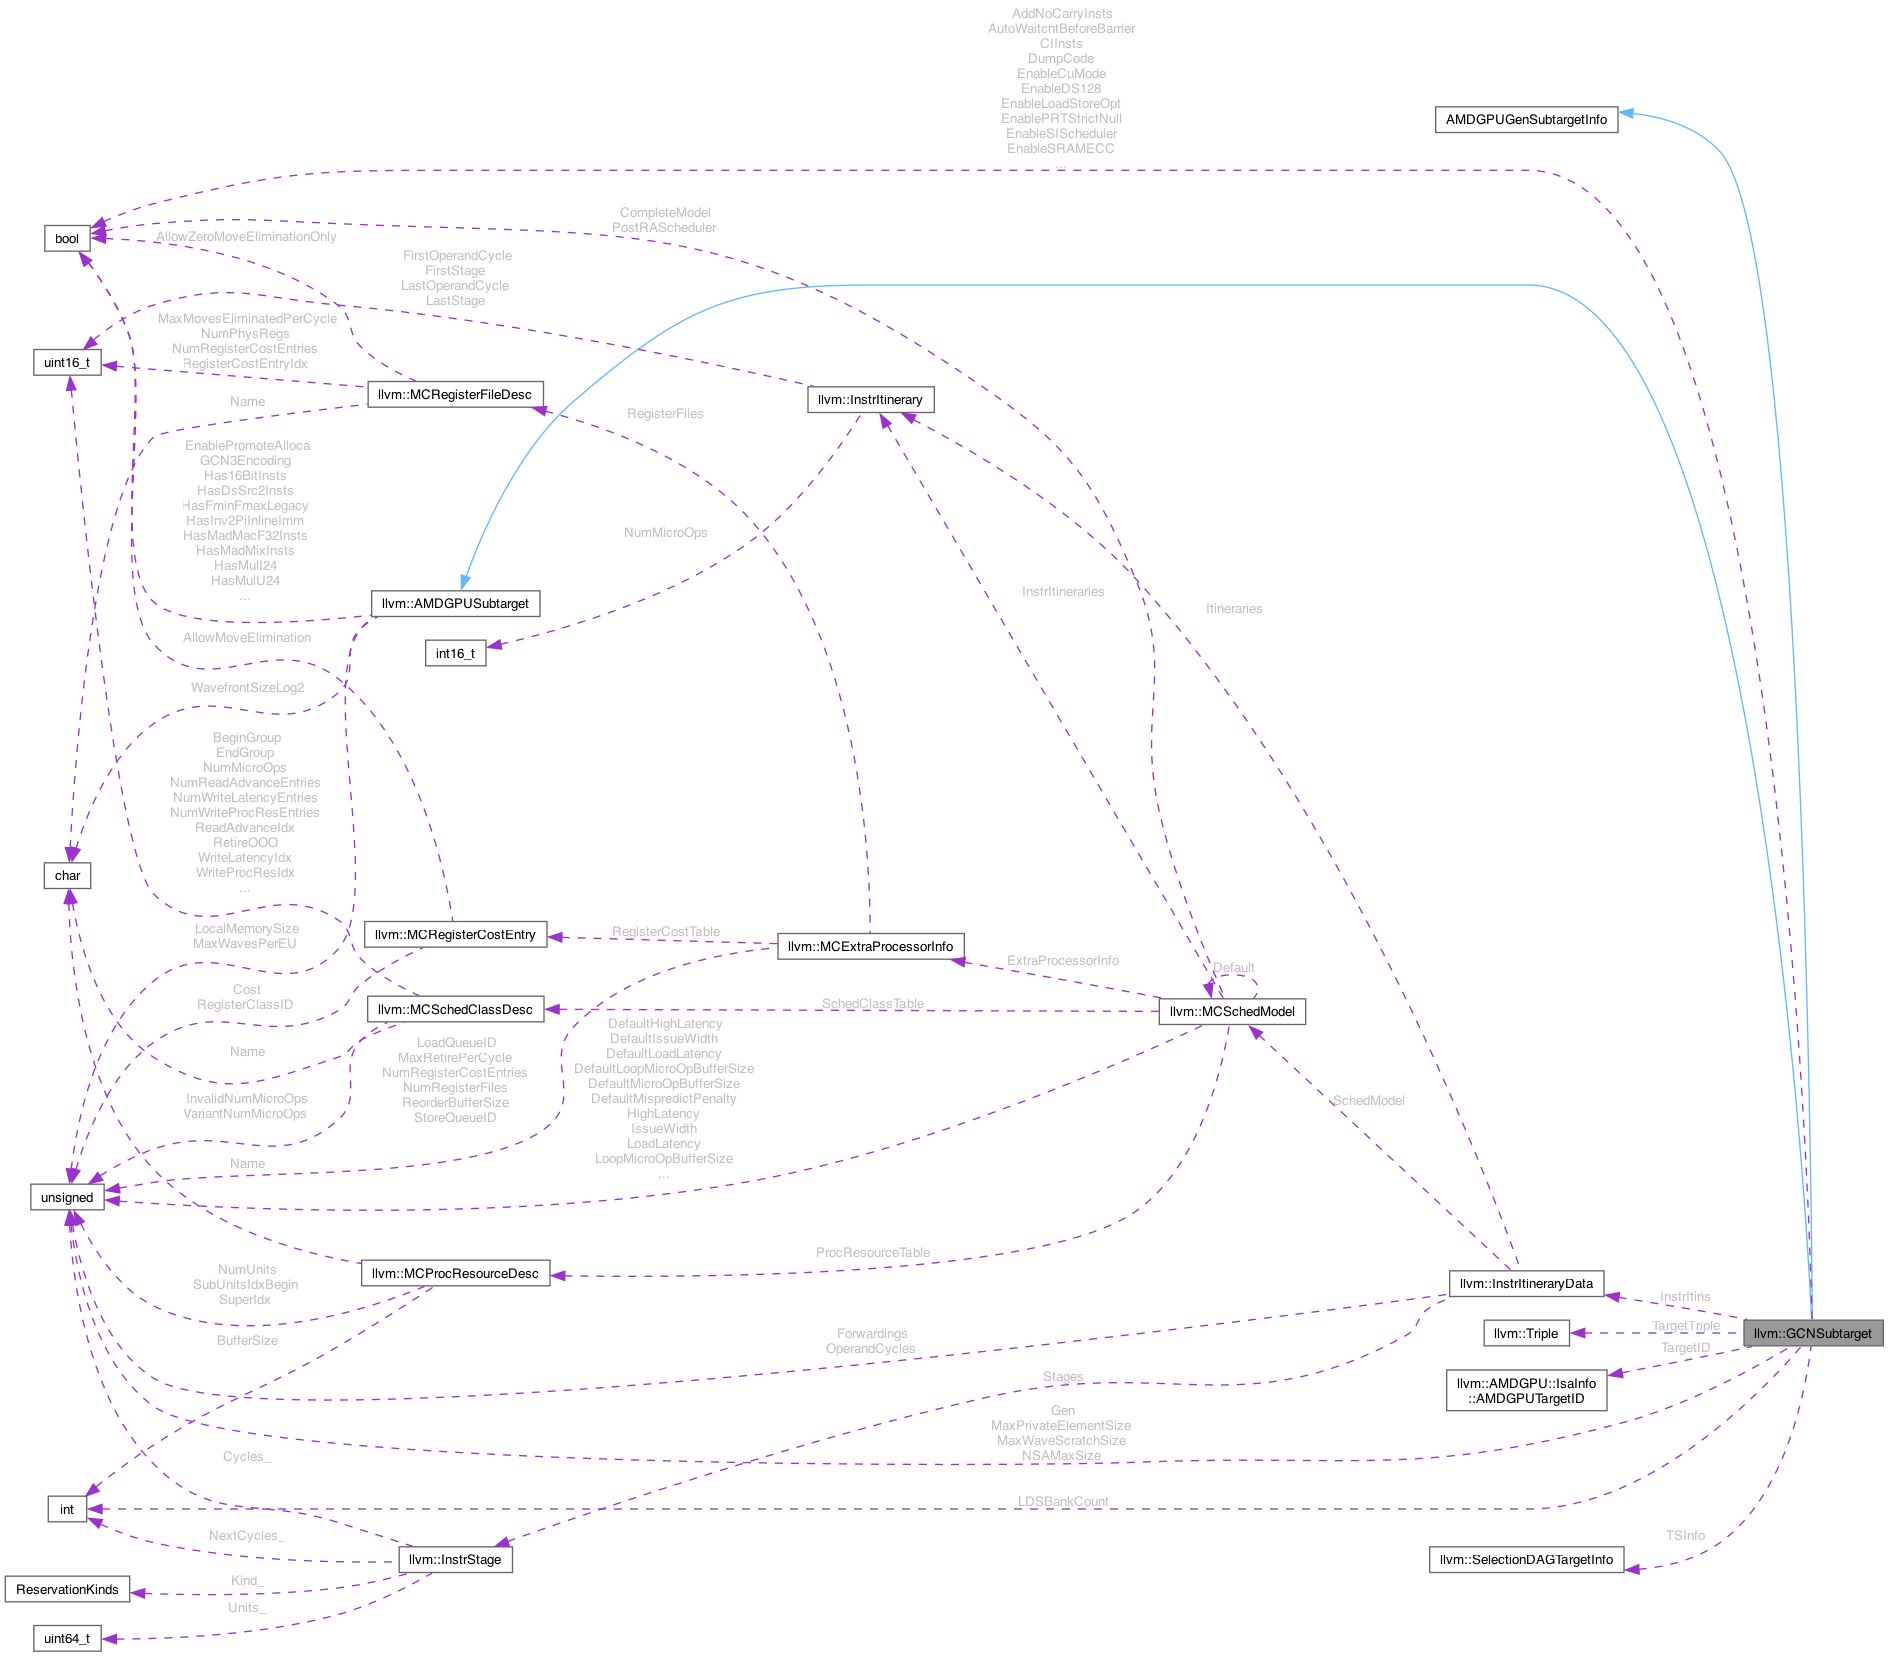 AddNoCarryInsts
AutoWaitcntBeforeBarrier
CIInsts
DumpCode
EnableCuMode
EnableDS128
EnableLoadStoreOpt
EnablePRTStrictNull
EnableSIScheduler
EnableSRAMECC
...
AMDGPUGenSubtargetInfo
CompleteModel
PostRAScheduler
bool
AllowZeroMoveEliminationOnly
FirstOperandCycle
FirstStage
LastOperandCycle
LastStage
MaxMovesEliminatedPerCycle
NumPhysRegs
NumRegisterCostEntries
RegisterCostEntryIdx
uint16_t
llvm::MCRegisterFileDesc
llvm::InstrItinerary
Name
RegisterFiles
EnablePromoteAlloca
GCN3Encoding
Has16BitInsts
HasDsSrc2Insts
HasFminFmaxLegacy
HasInv2PiInlineImm
HasMadMacF32Insts
HasMadMixInsts
HasMulI24
HasMulU24
...
NumMicroOps
InstrItineraries
Itineraries
llvm::AMDGPUSubtarget
int16_t
AllowMoveElimination
WavefrontSizeLog2
BeginGroup
EndGroup
NumMicroOps
NumReadAdvanceEntries
NumWriteLatencyEntries
NumWriteProcResEntries
ReadAdvanceIdx
RetireOOO
WriteLatencyIdx
WriteProcResIdx
...
char
LocalMemorySize
MaxWavesPerEU
llvm::MCRegisterCostEntry
RegisterCostTable
llvm::MCExtraProcessorInfo
ExtraProcessorInfo
Default
Cost
RegisterClassID
llvm::MCSchedClassDesc
SchedClassTable
llvm::MCSchedModel
Name
LoadQueueID
MaxRetirePerCycle
NumRegisterCostEntries
NumRegisterFiles
ReorderBufferSize
StoreQueueID
DefaultHighLatency
DefaultIssueWidth
DefaultLoadLatency
DefaultLoopMicroOpBufferSize
DefaultMicroOpBufferSize
DefaultMispredictPenalty
HighLatency
IssueWidth
LoadLatency
LoopMicroOpBufferSize
...
InvalidNumMicroOps
VariantNumMicroOps
SchedModel
Name
unsigned
ProcResourceTable
llvm::MCProcResourceDesc
NumUnits
SubUnitsIdxBegin
SuperIdx
llvm::InstrItineraryData
InstrItins
BufferSize
Forwardings
OperandCycles
llvm::Triple
TargetTriple
llvm::GCNSubtarget
TargetID
Stages
llvm::AMDGPU::IsaInfo
::AMDGPUTargetID
Gen
MaxPrivateElementSize
MaxWaveScratchSize
NSAMaxSize
Cycles_
int
LDSBankCount
NextCycles_
TSInfo
llvm::InstrStage
llvm::SelectionDAGTargetInfo
ReservationKinds
Kind_
Units_
uint64_t